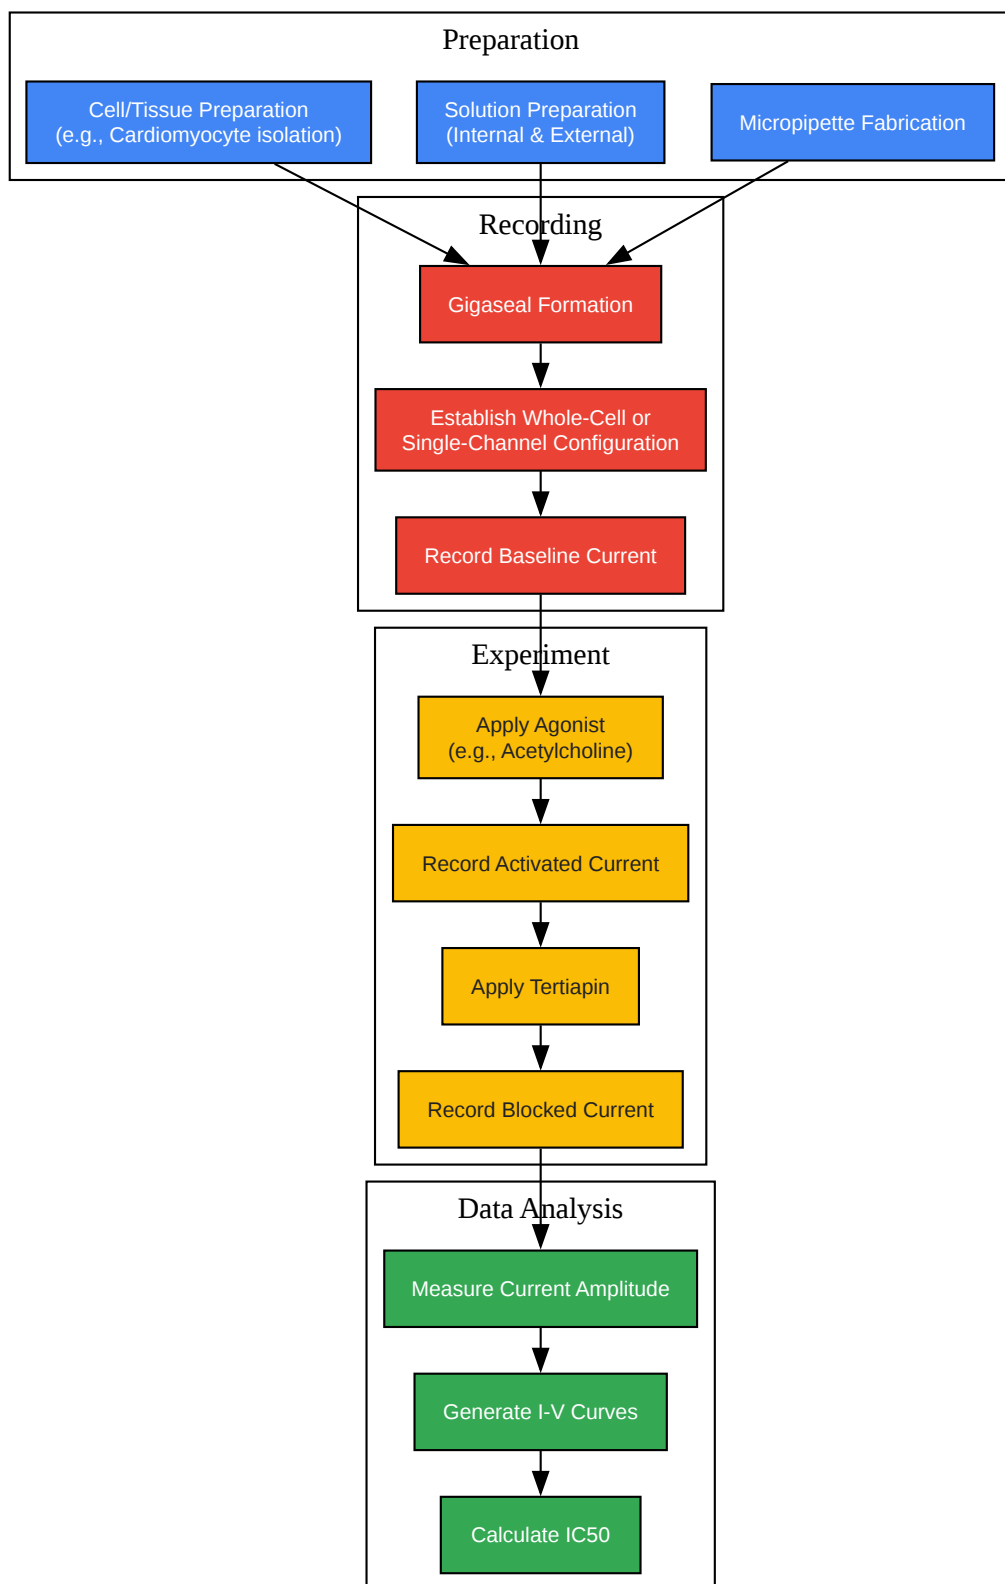 Preparation
Cell/Tissue Preparation
(e.g., Cardiomyocyte isolation)
Solution Preparation
(Internal & External)
Micropipette Fabrication
Recording
Gigaseal Formation
Establish Whole-Cell or
Single-Channel Configuration
Record Baseline Current
Experiment
Apply Agonist
(e.g., Acetylcholine)
Record Activated Current
Apply Tertiapin
Record Blocked Current
Data Analysis
Measure Current Amplitude
Generate I-V Curves
Calculate IC50